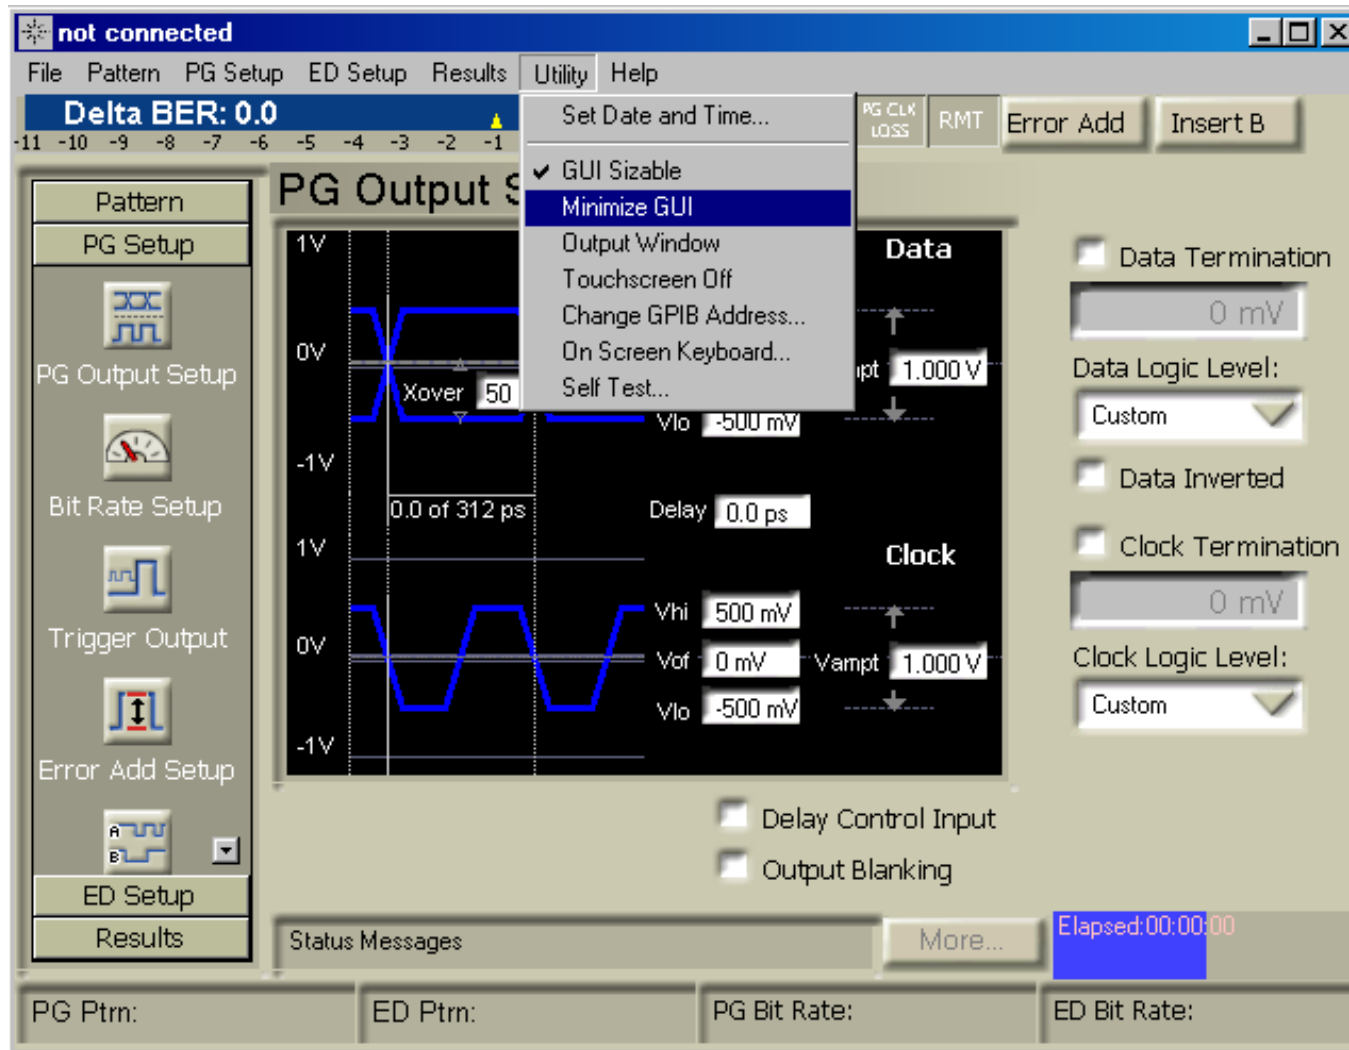 not connected
File Pattern PG Setup ED Setup Results Utility Help
Delta BER: 0.0
-11 -10 -9 -8 -7 -6 -5 -4 -3 -2 -1
PG CLK LOSS
RMT
Error Add
Insert B
Set Date and Time...
GUI Sizable
Minimize GUI
Output Window
Touchscreen Off
Change GPIB Address...
On Screen Keyboard...
Self Test...
Pattern
PG Setup
PG Output Setup
Bit Rate Setup
Trigger Output
Error Add Setup
A
B
ED Setup
Results
PG Output S
1V
0V
-1V
Data
Xover 50
pt 1.000 V
Vlo -500 mV
0.0 of 312 ps
Delay 0.0 ps
1V
0V
-1V
Clock
Vhi 500 mV
Vof 0 mV
Vampt 1.000 V
Vlo -500 mV
Data Termination
0 mV
Data Logic Level:
Custom
Data Inverted
Clock Termination
0 mV
Clock Logic Level:
Custom
Delay Control Input
Output Blanking
Status Messages
More...
Elapsed:00:00:00
PG Ptrn:
ED Ptrn:
PG Bit Rate:
ED Bit Rate: